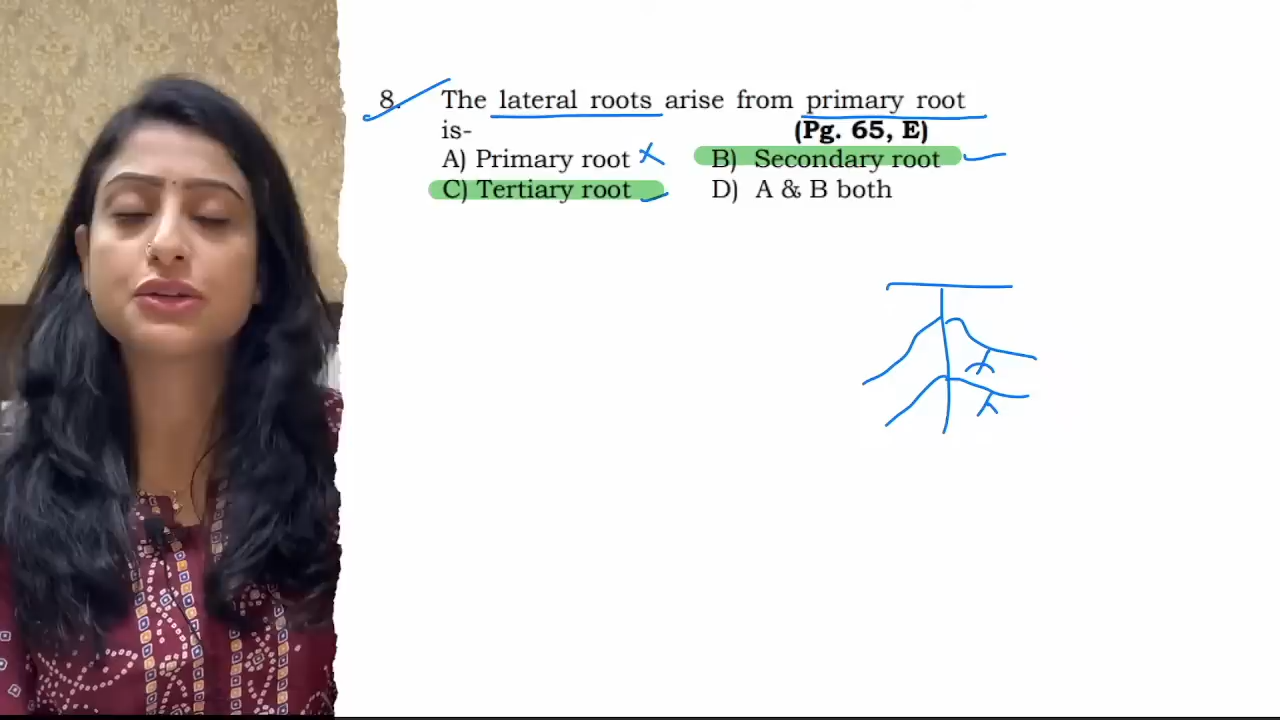 8. The lateral roots arise from primary root
is- (Pg. 65, E)
A) Primary root B) Secondary root
C) Tertiary root D) A & B both